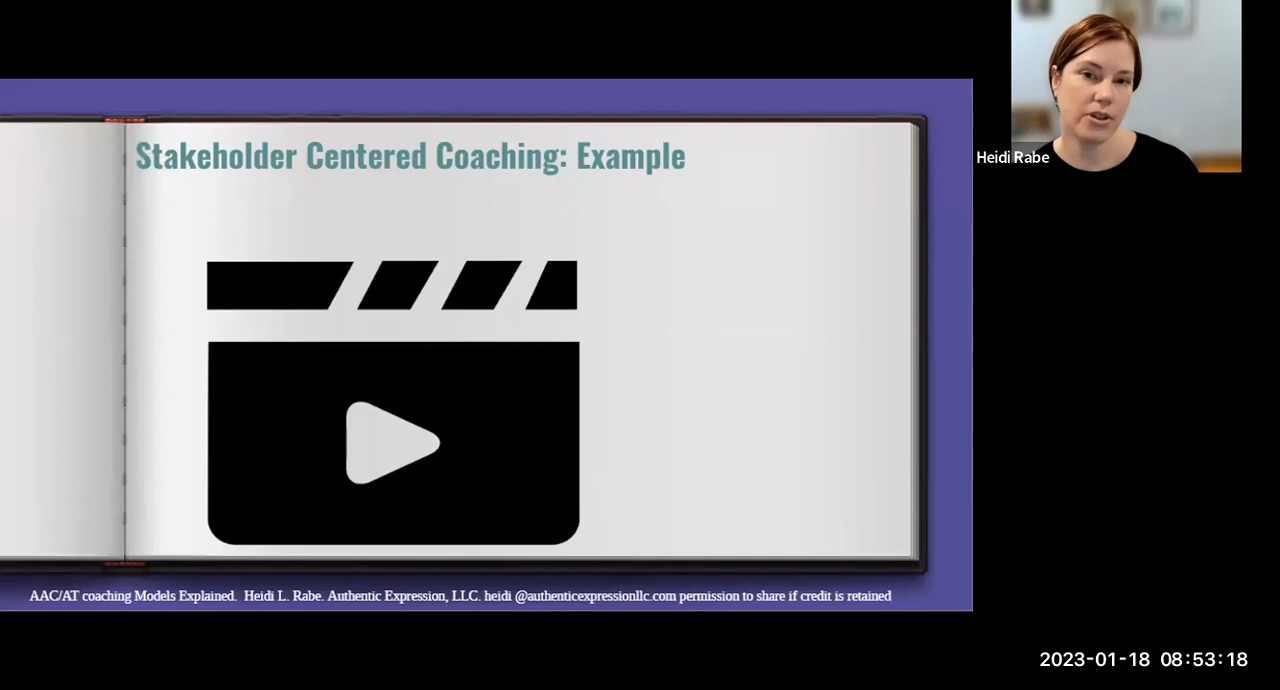 Stakeholder Centered Coaching: Example
Heidi Rabe
AAC/AT coaching Models Explained. Heidi L. Rabe. Authentic Expression, LLC. heidi @authenticexpressionllc.com permission to share if credit is retained
2023-01-18 08:53:18